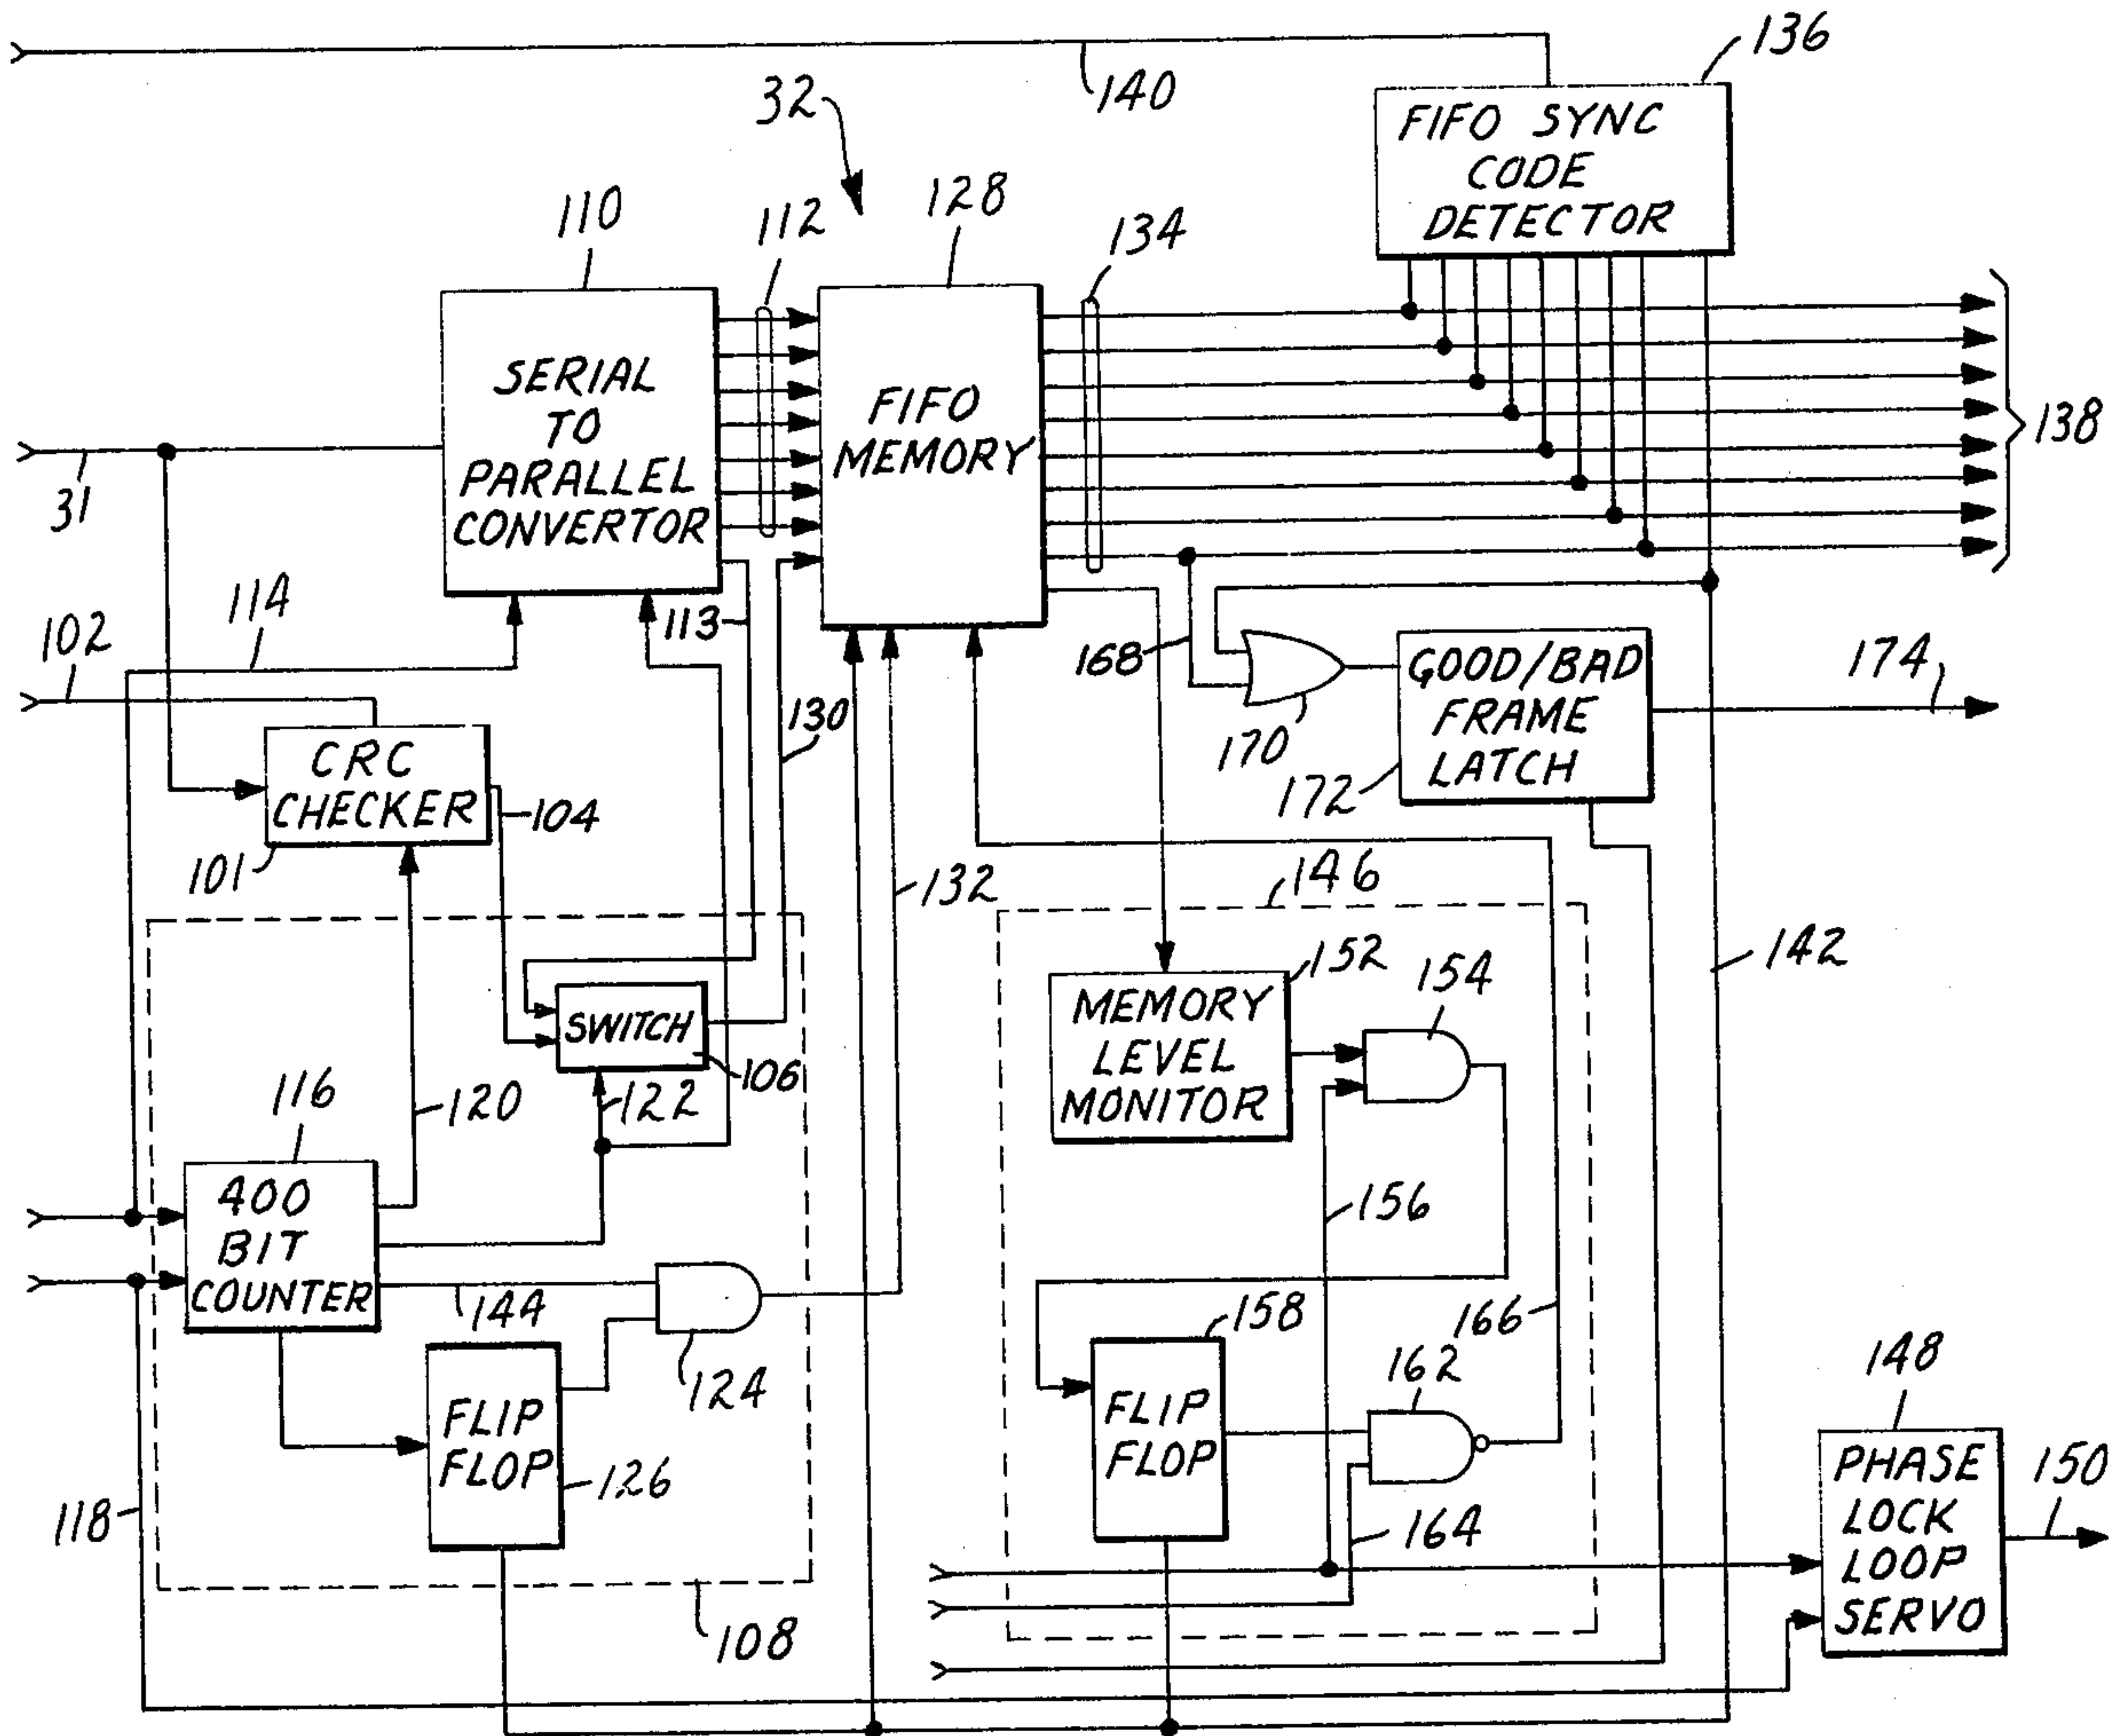 136
140
32
FIFO SYNC
CODE
DETECTOR
110
112
128
134
SERIAL
TO
PARALLEL
CONVERTOR
FIFO
MEMORY
138
31
114
102
113
168
130
170
GOOD/BAD
FRAME
LATCH
174
172
CRC
CHECKER
104
101
132
146
142
152
154
SWITCH
106
MEMORY
LEVEL
MONITOR
116
120
122
400
BIT
COUNTER
156
144
158
166
124
162
148
FLIP
FLOP
126
FLIP
FLOP
PHASE
LOCK
LOOP
SERVO
150
118
164
108